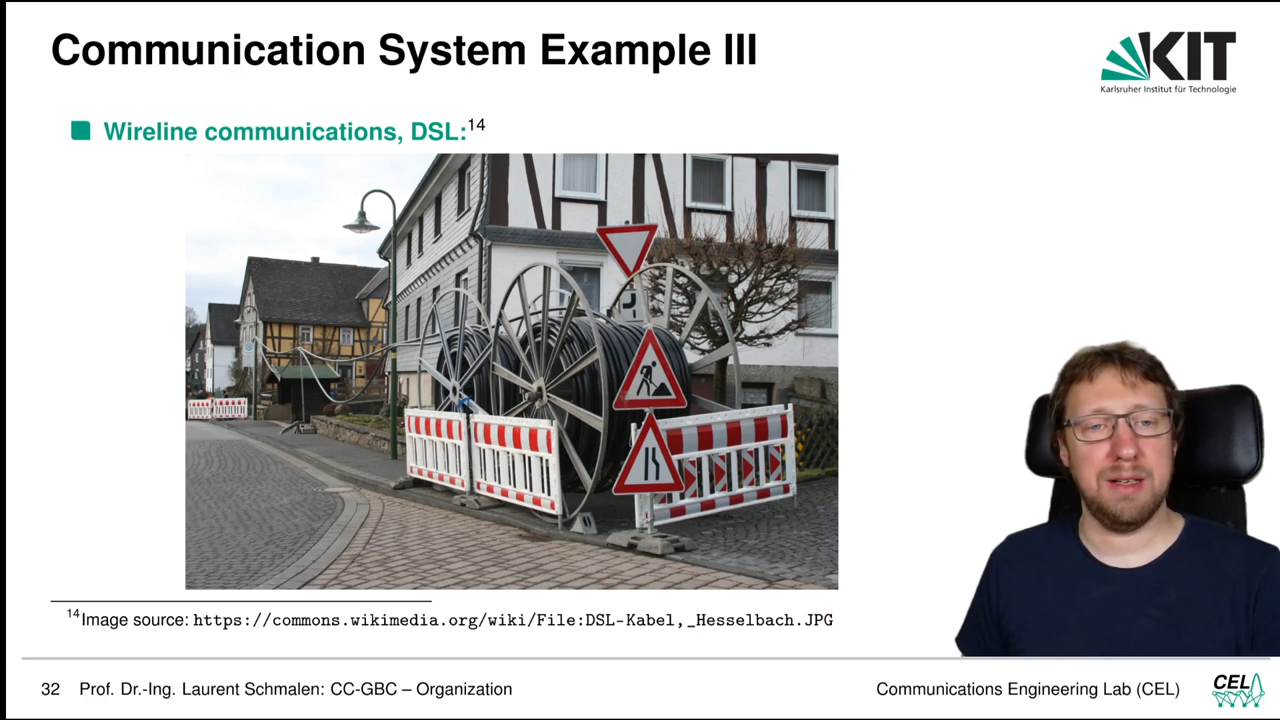 Communication System Example III
KIT
Karlsruher Institut für Technologie
Wireline communications, DSL:14
14Image source: https://commons.wikimedia.org/wiki/File:DSL-Kabel,_Hesselbach.JPG
32 Prof. Dr.-Ing. Laurent Schmalen: CC-GBC – Organization
Communications Engineering Lab (CEL)
CEL